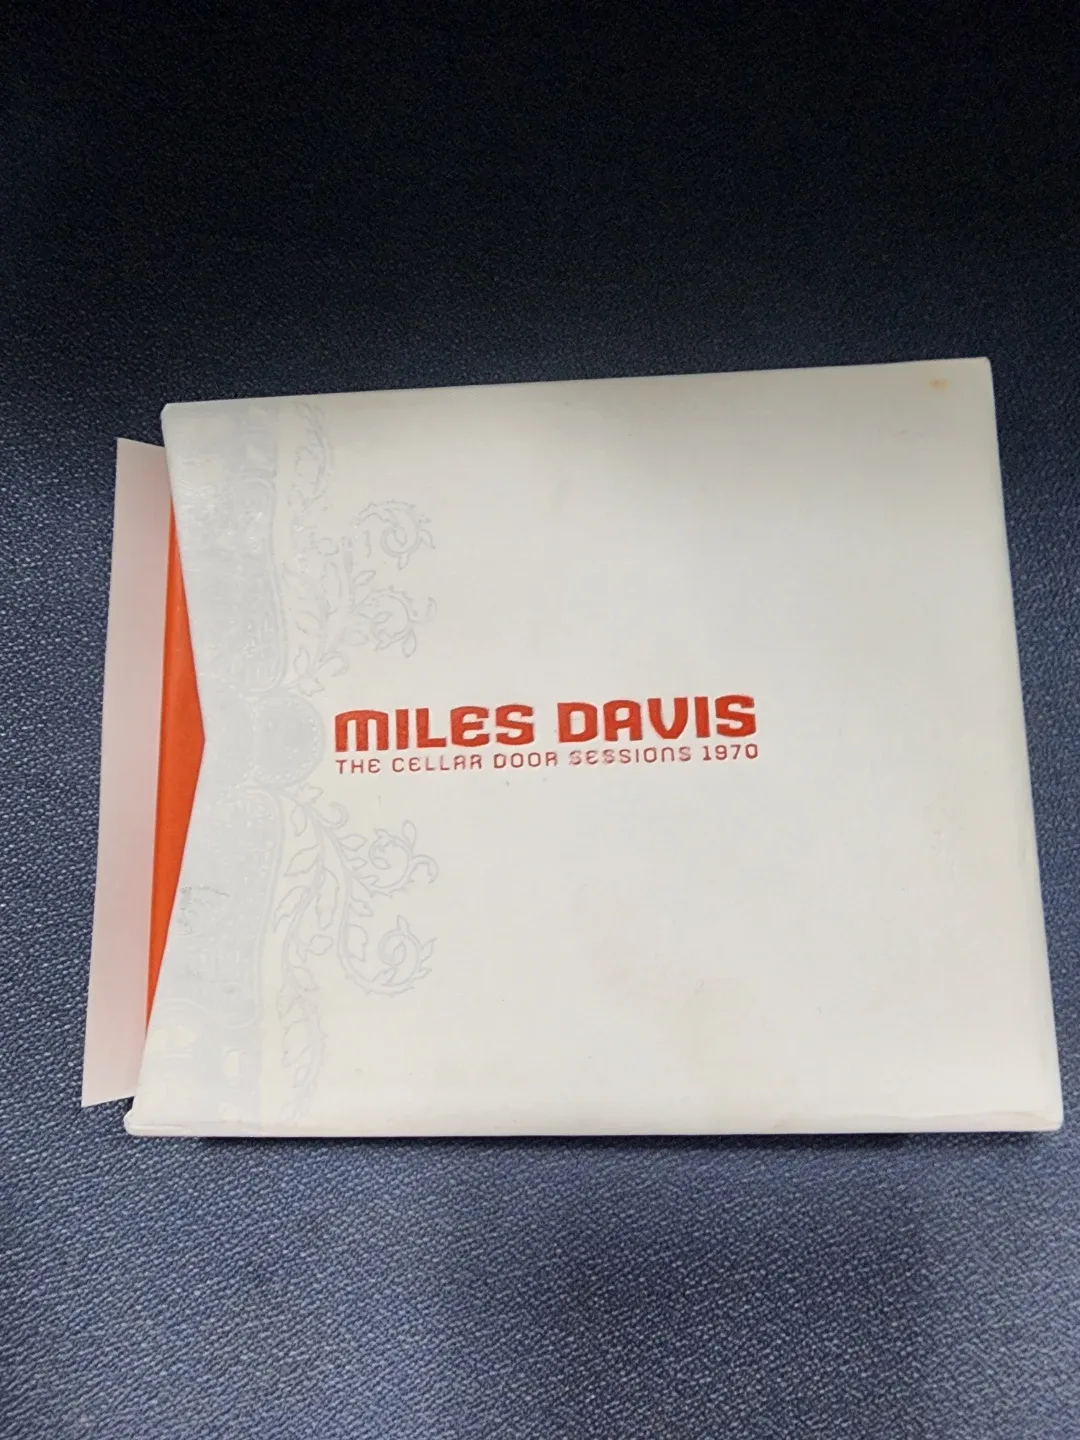 MILES DAVIS
THE CELLAR DOOR SESSIONS 1970